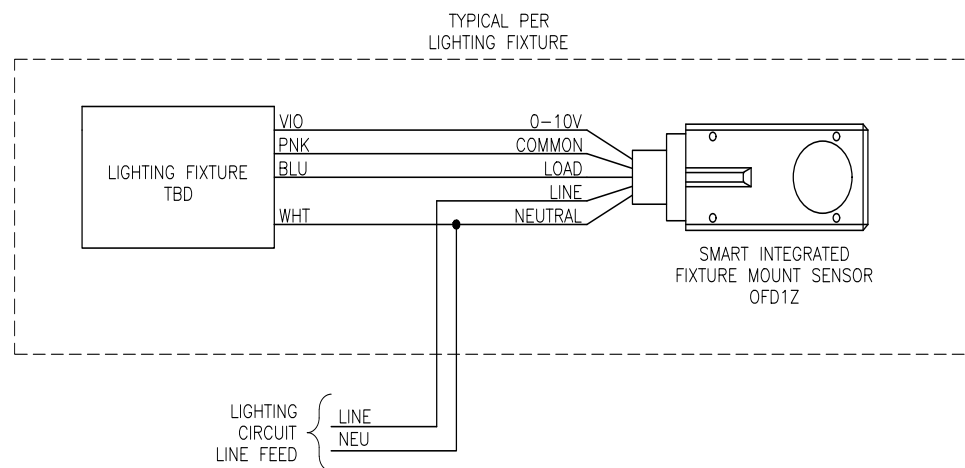 TYPICAL PER
LIGHTING FIXTURE
VIO
0-10V
PNK
COMMON
BLU
LOAD
LINE
WHT
NEUTRAL
LIGHTING FIXTURE
TBD
SMART INTEGRATED
FIXTURE MOUNT SENSOR
OFD1Z
LIGHTING
CIRCUIT
LINE FEED
LINE
NEU